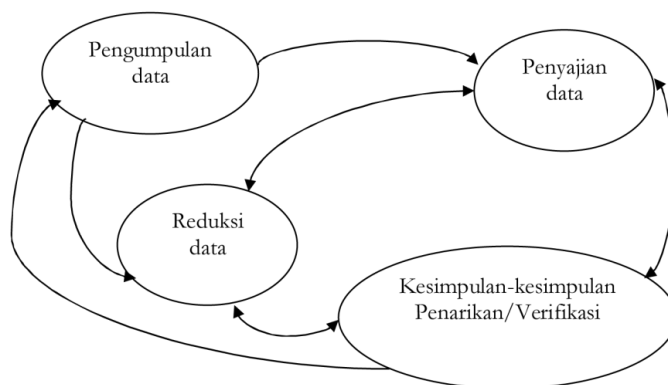 Pengumpulan
data
Penyajian
data
Reduksi
data
Kesimpulan-kesimpulan
Penarikan/Verifikasi